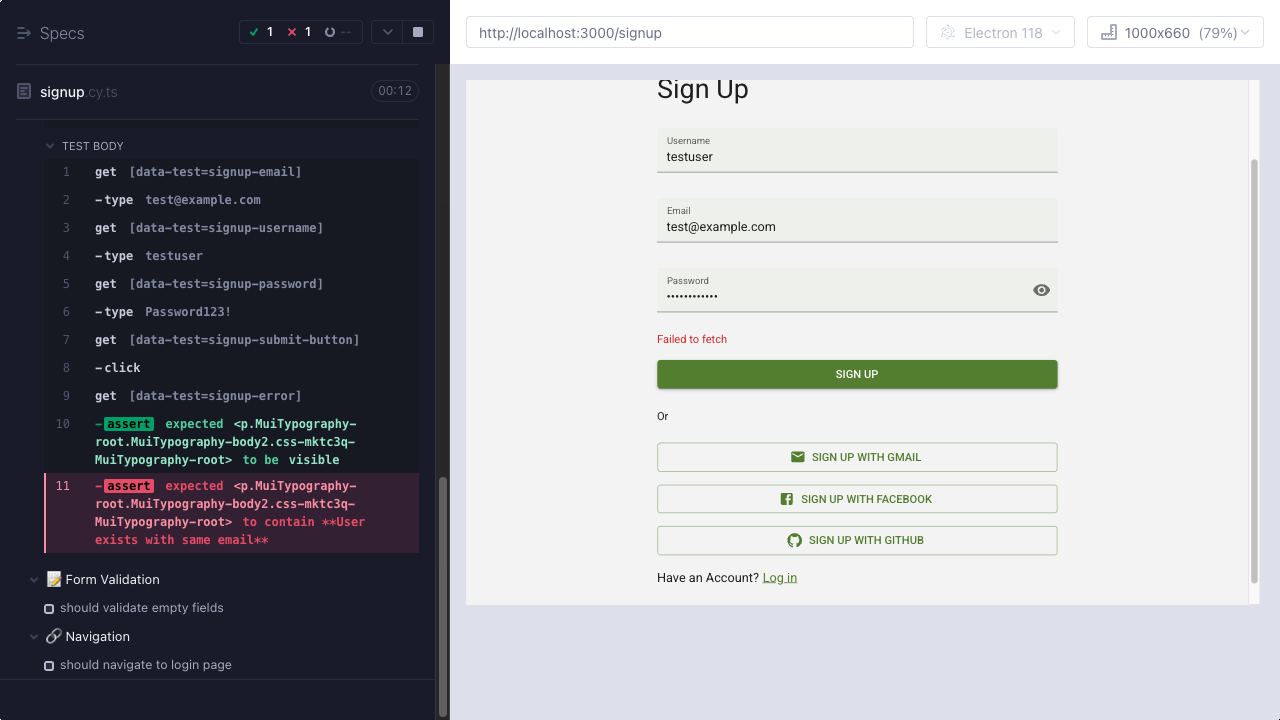 Specs
1
1
--
signup.cy.ts
00:12
TEST BODY
1 get [data-test=signup-email]
2 -type test@example.com
3 get [data-test=signup-username]
4 -type testuser
5 get [data-test=signup-password]
6 -type Password123!
7 get [data-test=signup-submit-button]
8 -click
9 get [data-test=signup-error]
10 -assert expected <p.MuiTypography-
root.MuiTypography-body2.css-mktc3q-
MuiTypography-root> to be visible
11 -assert expected <p.MuiTypography-
root.MuiTypography-body2.css-mktc3q-
MuiTypography-root> to contain **User
exists with same email**
📝 Form Validation
should validate empty fields
🔗 Navigation
should navigate to login page
http://localhost:3000/signup
Electron 118
1000x660 (79%)
Sign Up
Username
testuser
Email
test@example.com
Password
••••••••••••
Failed to fetch
SIGN UP
Or
SIGN UP WITH GMAIL
SIGN UP WITH FACEBOOK
SIGN UP WITH GITHUB
Have an Account? Log in